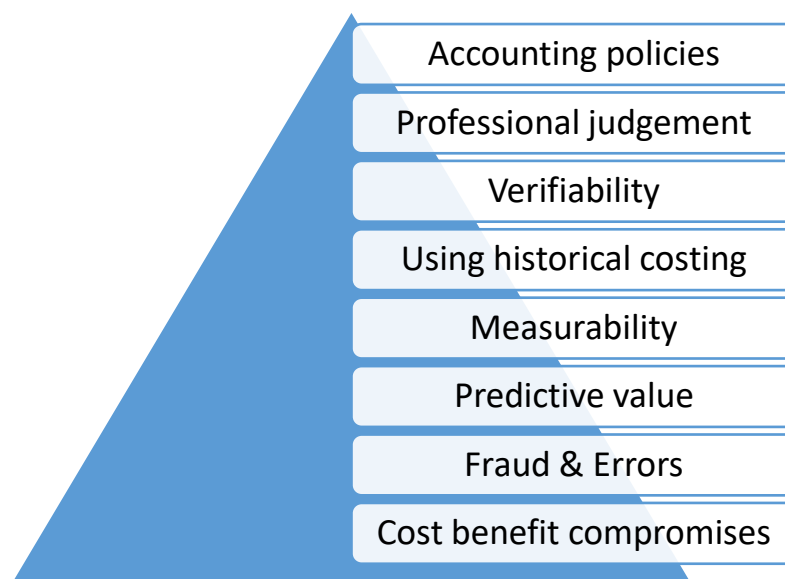 Accounting policies
Professional judgement
Verifiability
Using historical costing
Measurability
Predictive value
Fraud & Errors
Cost benefit compromises